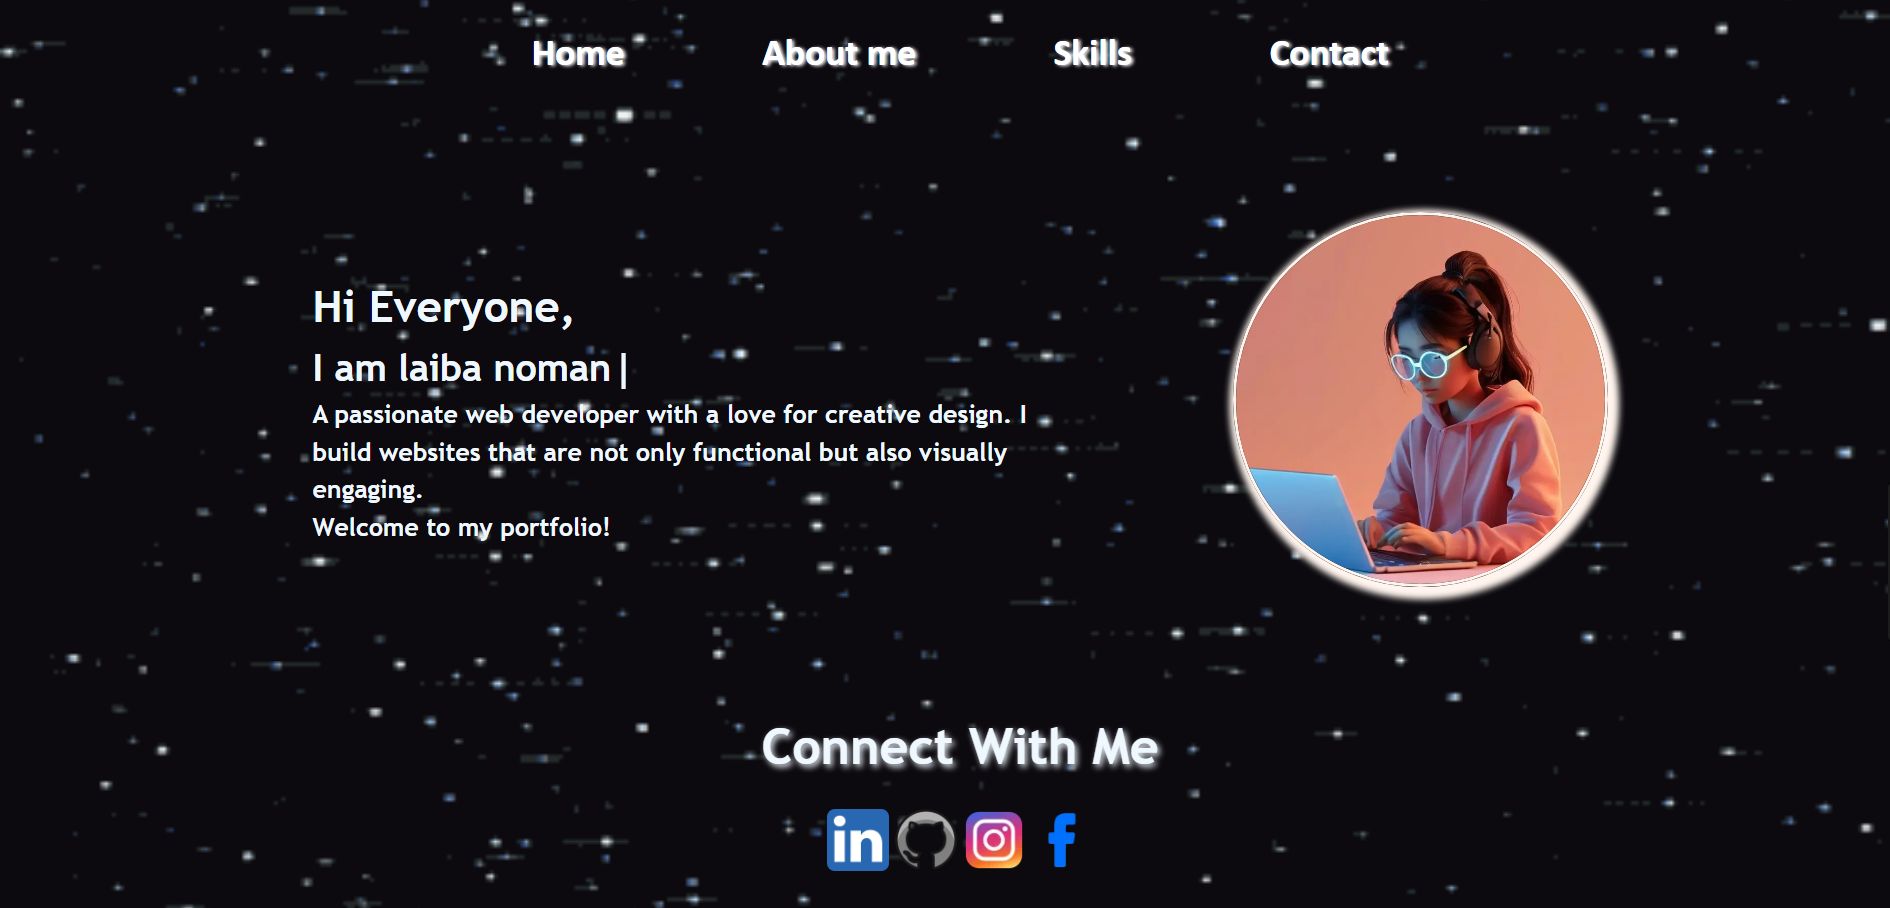 Home About me Skills Contact
Hi Everyone,
I am laiba noman|
A passionate web developer with a love for creative design. I
build websites that are not only functional but also visually
engaging.
Welcome to my portfolio!
Connect With Me
in
f